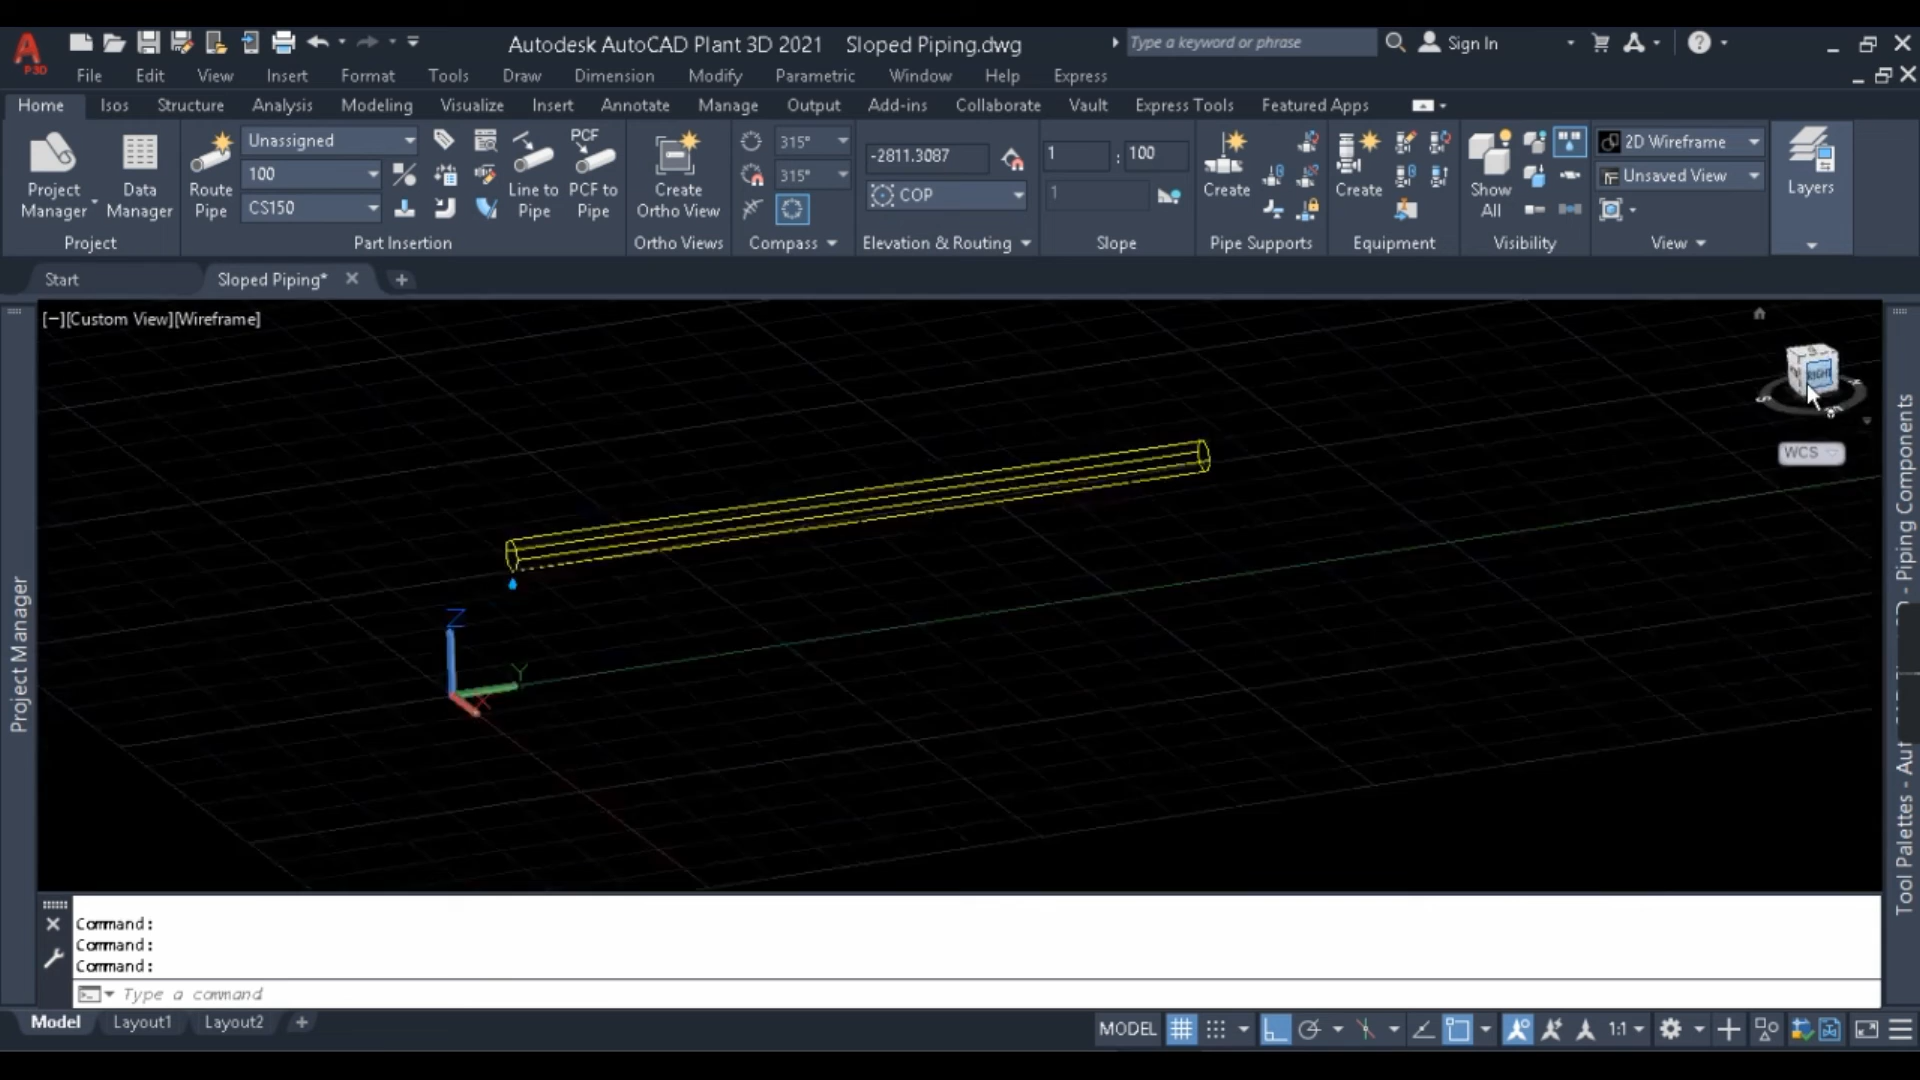 P3D
Autodesk AutoCAD Plant 3D 2021 Sloped Piping.dwg
Type a keyword or phrase
Sign In
File Edit View Insert Format Tools Draw Dimension Modify Parametric Window Help Express
Home Isos Structure Analysis Modeling Visualize Insert Annotate Manage Output Add-ins Collaborate Vault Express Tools Featured Apps
Project Manager
Data Manager
Project
Route Pipe
Unassigned
100
CS150
Line to Pipe
PCF
PCF to Pipe
Part Insertion
Create Ortho View
Ortho Views
315°
315°
Compass
-2811.3087
COP
Elevation & Routing
1 : 100
1
Slope
Create
Pipe Supports
Create
Equipment
Show All
Visibility
2D Wireframe
Unsaved View
View
Layers
Start
Sloped Piping*
[−][Custom View][Wireframe]
RIGHT
WCS
Z
Y
X
Project Manager
Tool Palettes - Aut
- Piping Components
Command:
Command:
Command:
Type a command
Model Layout1 Layout2
MODEL
1:1